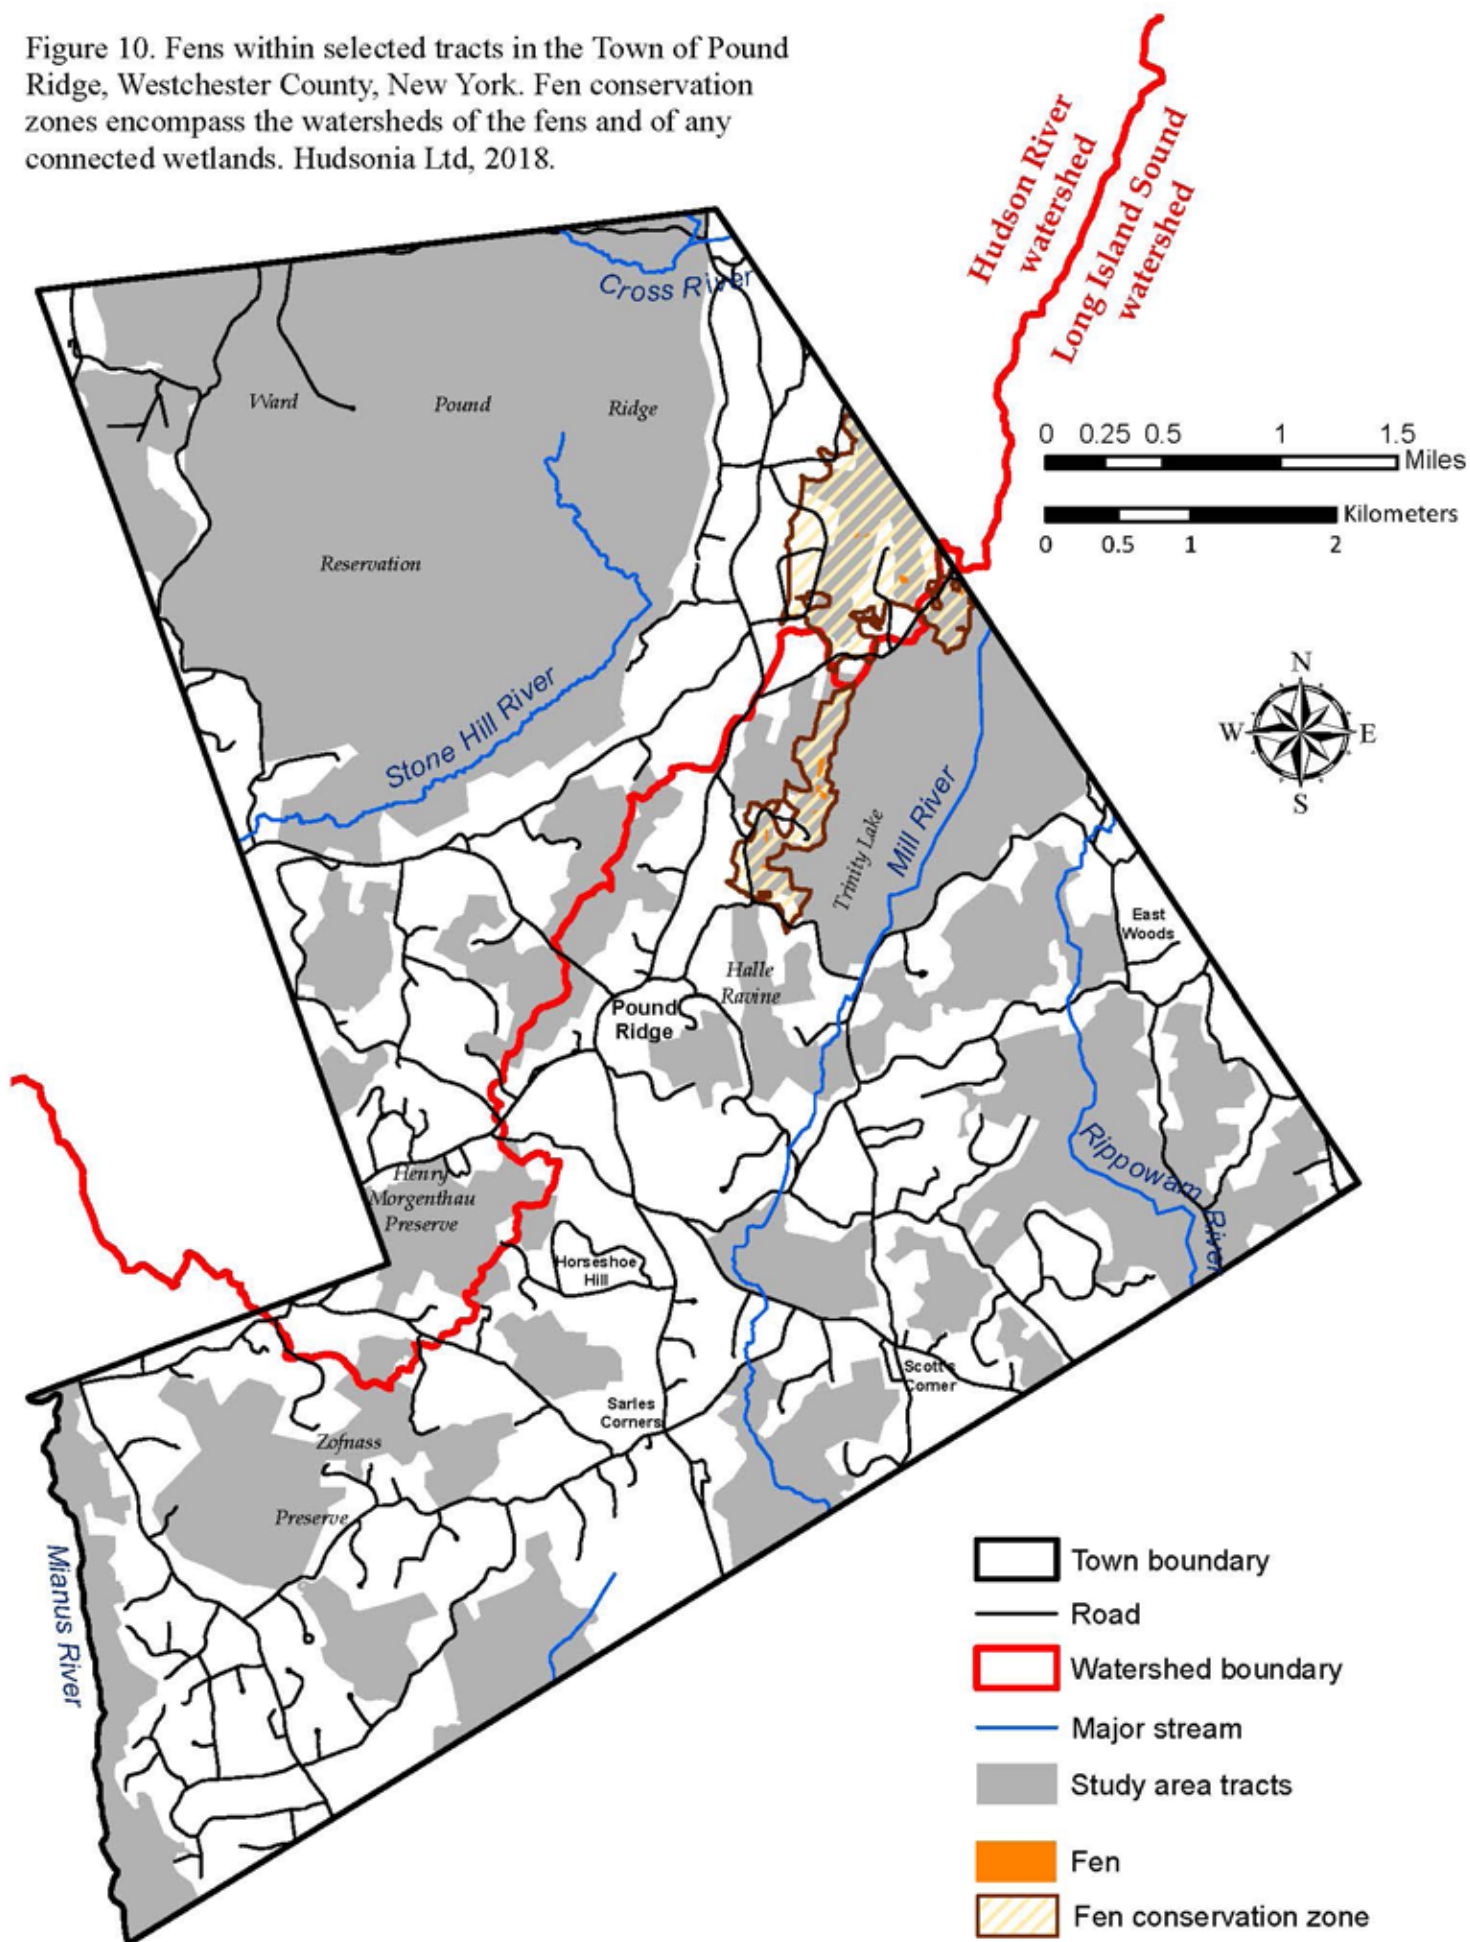 Figure 10. Fens within selected tracts in the Town of Pound
Ridge, Westchester County, New York. Fen conservation
zones encompass the watersheds of the fens and of any
connected wetlands. Hudsonia Ltd, 2018.
Hudson River
watershed
Long Island Sound
watershed
Cross River
0 0.25 0.5 1 1.5
Miles
Kilometers
0 0.5 1 2
Ward Pound Ridge
Reservation
N
W E
S
Stone Hill River
Mill River
Trinity Lake
East
Woods
Halle
Ravine
Pound
Ridge
Rippowam
River
Henry
Morgenthau
Preserve
Horseshoe
Hill
Scott's
Corner
Sarles
Corners
Zofnass
Preserve
Mianus River
Town boundary
Road
Watershed boundary
Major stream
Study area tracts
Fen
Fen conservation zone